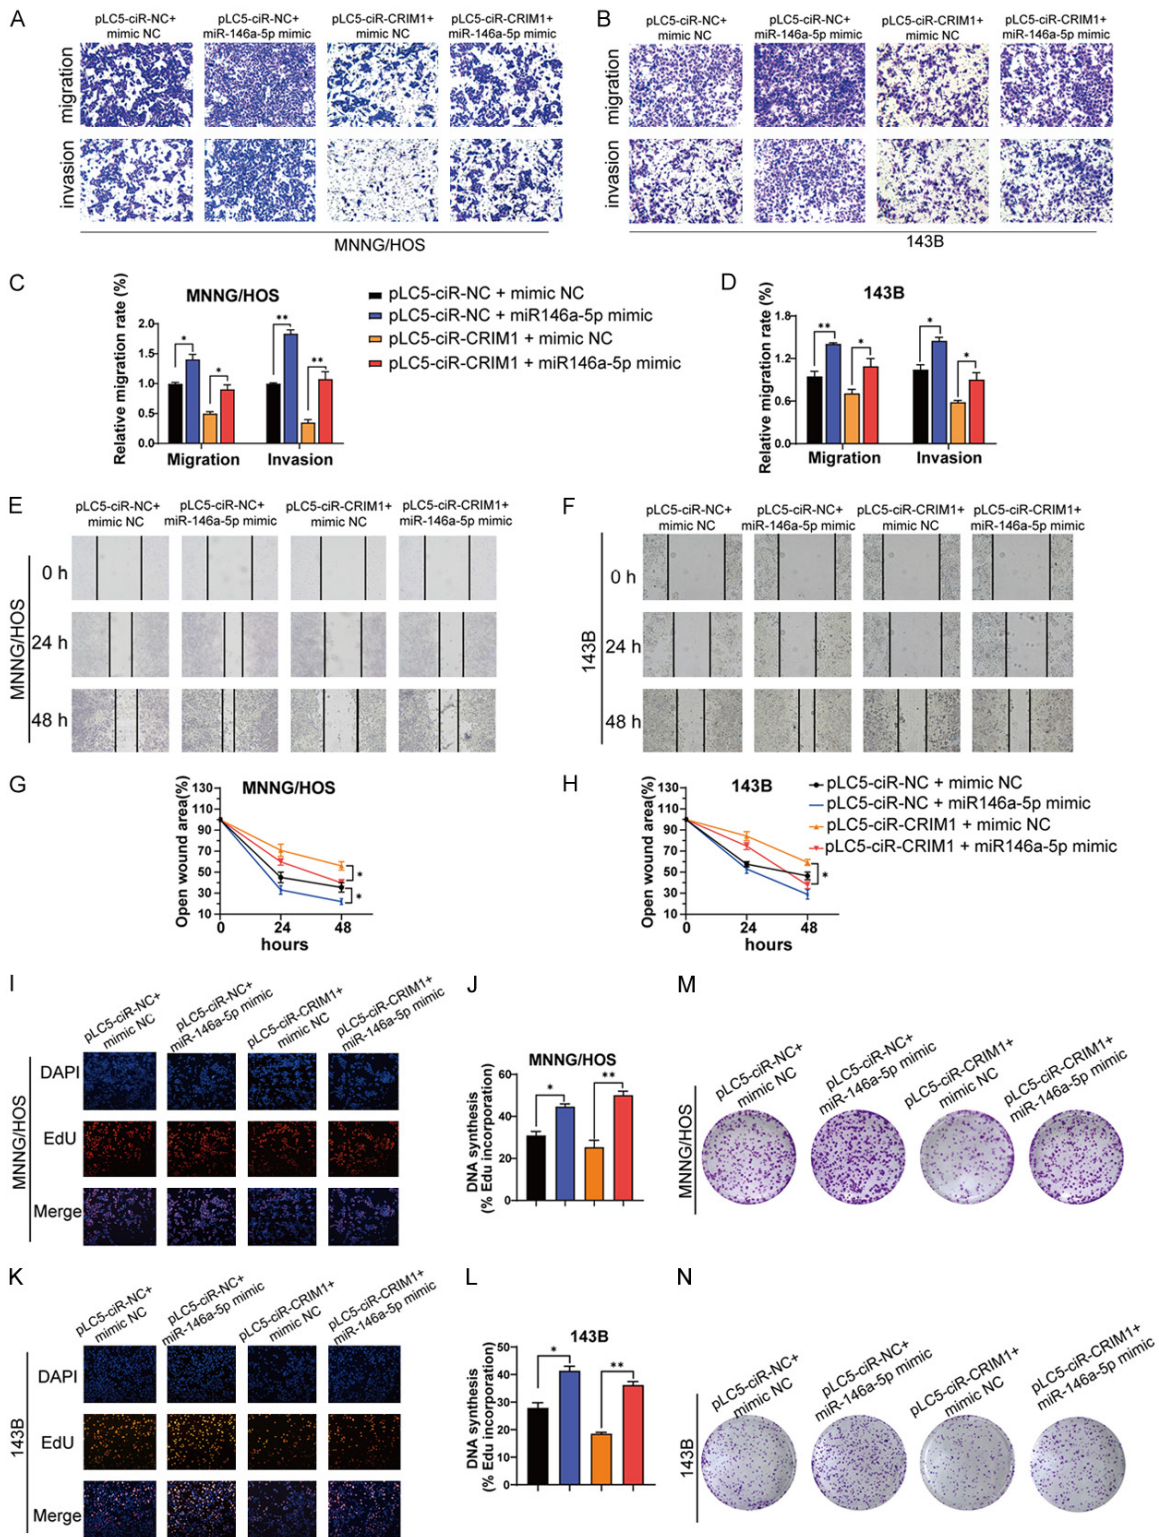 A
pLC5-ciR-NC+ mimic NC
pLC5-ciR-NC+ miR-146a-5p mimic
pLC5-ciR-CRIM1+ mimic NC
pLC5-ciR-CRIM1+ miR-146a-5p mimic
migration
invasion
MNNG/HOS
B
pLC5-ciR-NC+ mimic NC
pLC5-ciR-NC+ miR-146a-5p mimic
pLC5-ciR-CRIM1+ mimic NC
pLC5-ciR-CRIM1+ miR-146a-5p mimic
migration
invasion
143B
C
MNNG/HOS
Relative migration rate (%)
2.0
1.5
1.0
0.5
0.0
*
**
*
**
Migration
Invasion
pLC5-ciR-NC + mimic NC
pLC5-ciR-NC + miR146a-5p mimic
pLC5-ciR-CRIM1 + mimic NC
pLC5-ciR-CRIM1 + miR146a-5p mimic
D
143B
Relative migration rate (%)
1.8
1.2
0.6
0.0
**
*
*
*
Migration
Invasion
E
pLC5-ciR-NC+ mimic NC
pLC5-ciR-NC+ miR-146a-5p mimic
pLC5-ciR-CRIM1+ mimic NC
pLC5-ciR-CRIM1+ miR-146a-5p mimic
MNNG/HOS
0 h
24 h
48 h
F
pLC5-ciR-NC+ mimic NC
pLC5-ciR-NC+ miR-146a-5p mimic
pLC5-ciR-CRIM1+ mimic NC
pLC5-ciR-CRIM1+ miR-146a-5p mimic
143B
0 h
24 h
48 h
G
MNNG/HOS
Open wound area(%)
130
110
90
70
50
30
10
0
24
48
hours
*
*
H
143B
Open wound area(%)
130
110
90
70
50
30
10
0
24
48
hours
*
pLC5-ciR-NC + mimic NC
pLC5-ciR-NC + miR146a-5p mimic
pLC5-ciR-CRIM1 + mimic NC
pLC5-ciR-CRIM1 + miR146a-5p mimic
I
pLC5-ciR-NC+ mimic NC
pLC5-ciR-NC+ miR-146a-5p mimic
pLC5-ciR-CRIM1+ mimic NC
pLC5-ciR-CRIM1+ miR-146a-5p mimic
MNNG/HOS
DAPI
EdU
Merge
J
MNNG/HOS
DNA synthesis
(% Edu incorporation)
60
40
20
0
*
**
M
pLC5-ciR-NC+ mimic NC
pLC5-ciR-NC+ miR-146a-5p mimic
pLC5-ciR-CRIM1+ mimic NC
pLC5-ciR-CRIM1+ miR-146a-5p mimic
MNNG/HOS
K
pLC5-ciR-NC+ mimic NC
pLC5-ciR-NC+ miR-146a-5p mimic
pLC5-ciR-CRIM1+ mimic NC
pLC5-ciR-CRIM1+ miR-146a-5p mimic
143B
DAPI
EdU
Merge
L
143B
DNA synthesis
(% Edu incorporation)
50
40
30
20
10
0
*
**
N
pLC5-ciR-NC+ mimic NC
pLC5-ciR-NC+ miR-146a-5p mimic
pLC5-ciR-CRIM1+ mimic NC
pLC5-ciR-CRIM1+ miR-146a-5p mimic
143B